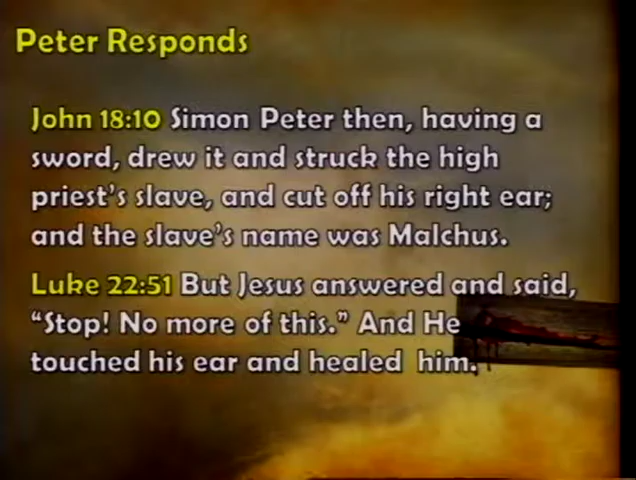 Peter Responds
John 18:10 Simon Peter then, having a
sword, drew it and struck the high
priest's slave, and cut off his right ear;
and the slave's name was Malchus.
Luke 22:51 But Jesus answered and said,
“Stop! No more of this.” And He
touched his ear and healed him.